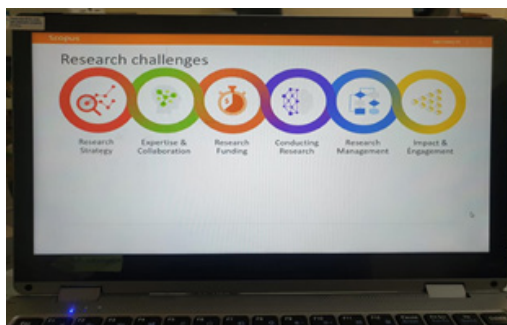 Scopus
Research challenges
Research
Strategy
Expertise &
Collaboration
Research
Funding
Conducting
Research
Research
Management
Impact &
Engagement